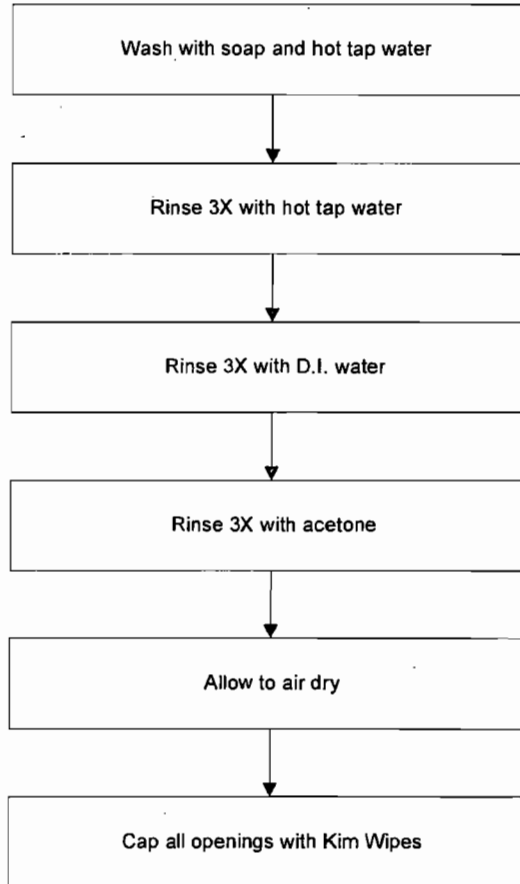 Wash with soap and hot tap water
Rinse 3X with hot tap water
Rinse 3X with D.I. water
Rinse 3X with acetone
Allow to air dry
Cap all openings with Kim Wipes